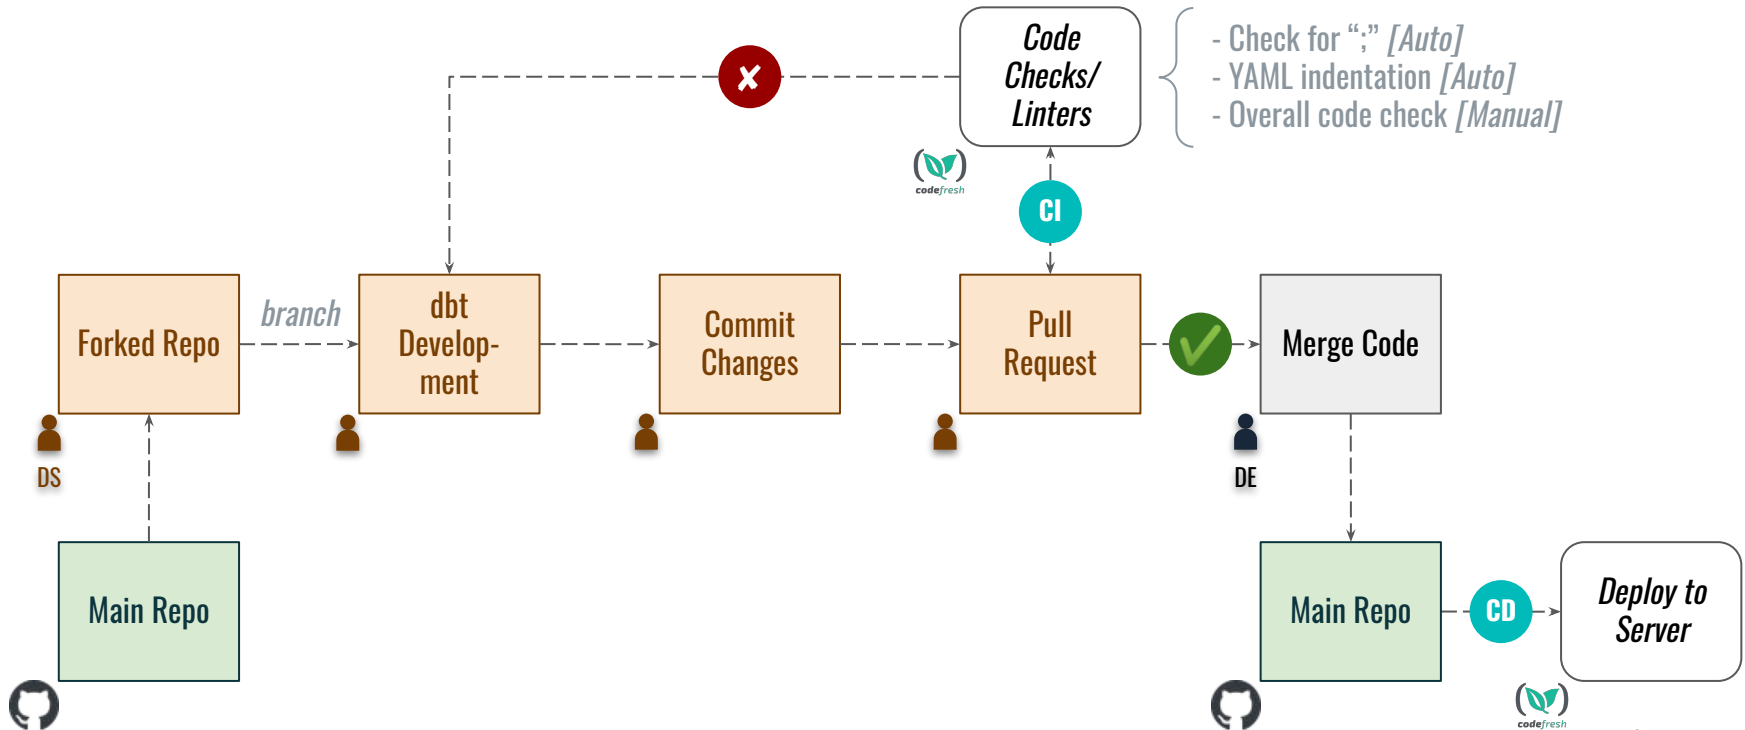 Code
Checks/
Linters
- Check for “;” [Auto]
- YAML indentation [Auto]
- Overall code check [Manual]
✘
codefresh
CI
Forked Repo
branch
dbt
Develop-
ment
Commit
Changes
Pull
Request
Merge Code
DS
DE
Main Repo
Main Repo
CD
Deploy to
Server
codefresh